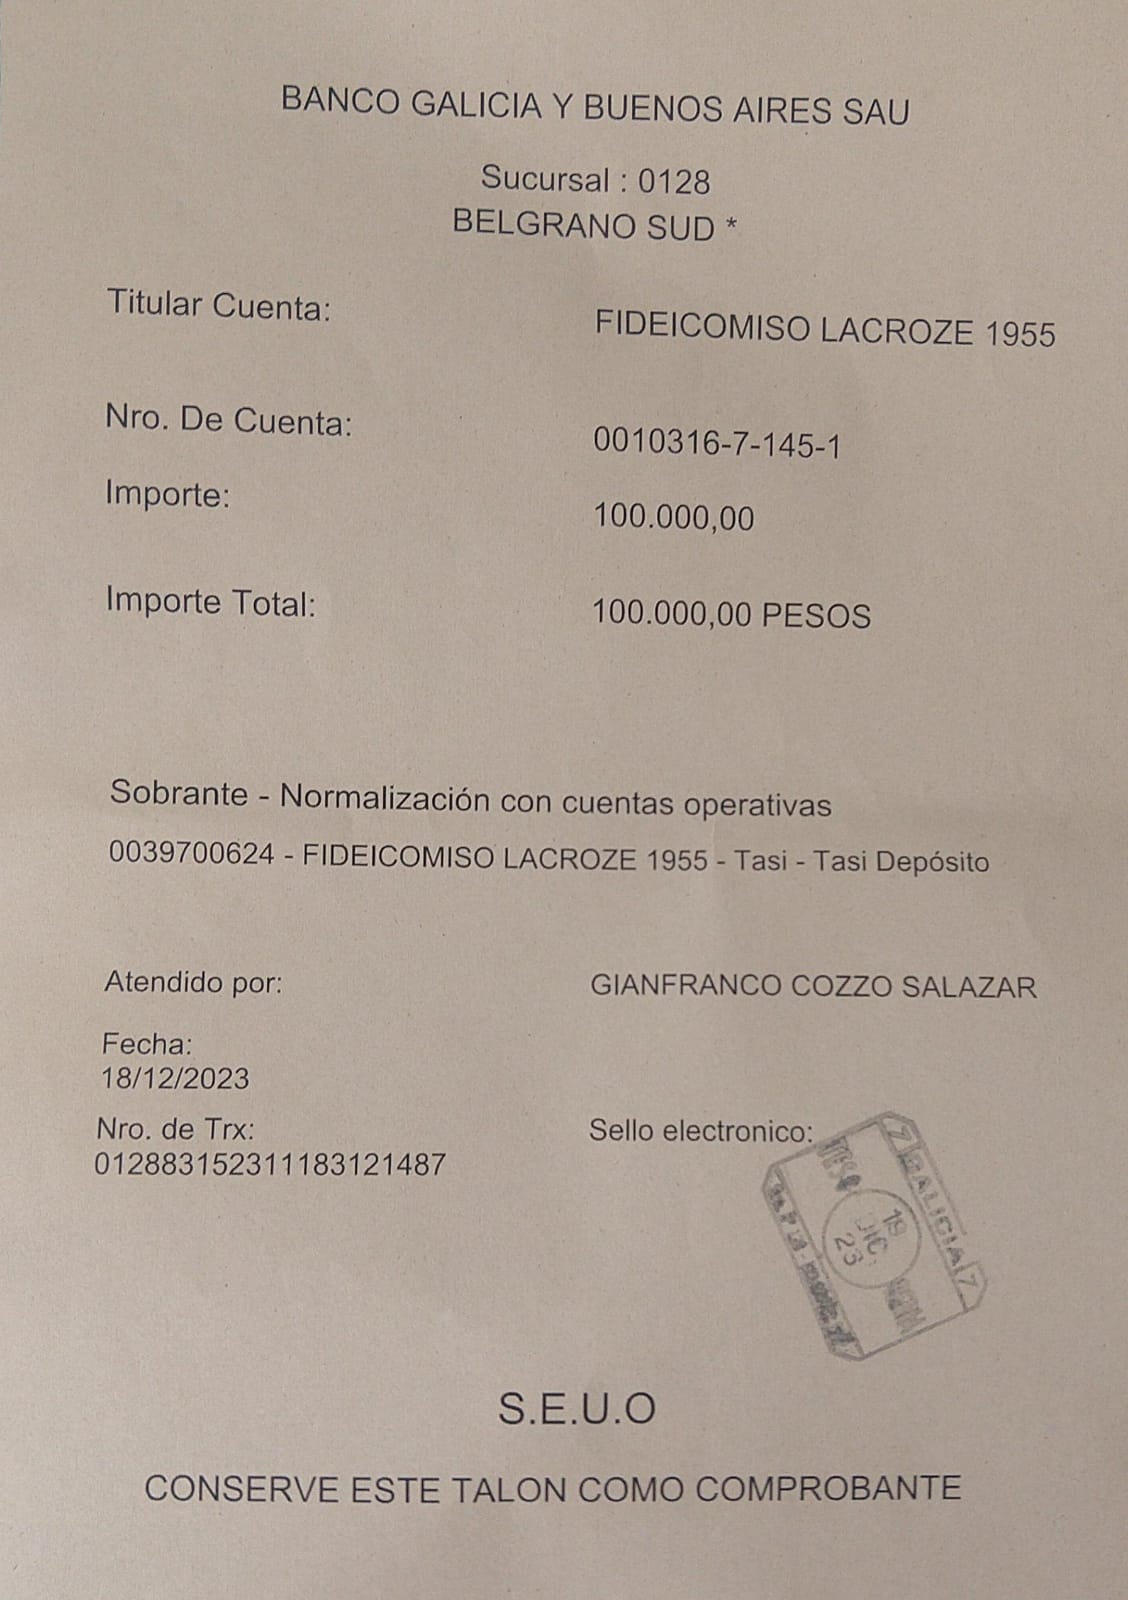 BANCO GALICIA Y BUENOS AIRES SAU
Sucursal : 0128
BELGRANO SUD *
Titular Cuenta: FIDEICOMISO LACROZE 1955
Nro. De Cuenta: 0010316-7-145-1
Importe: 100.000,00
Importe Total: 100.000,00 PESOS
Sobrante - Normalización con cuentas operativas
0039700624 - FIDEICOMISO LACROZE 1955 - Tasi - Tasi Depósito
Atendido por: GIANFRANCO COZZO SALAZAR
Fecha:
18/12/2023
Nro. de Trx: Sello electronico:
012883152311183121487
7 GALICIA 7
19
DIC.
23
S.E.U.O
CONSERVE ESTE TALON COMO COMPROBANTE